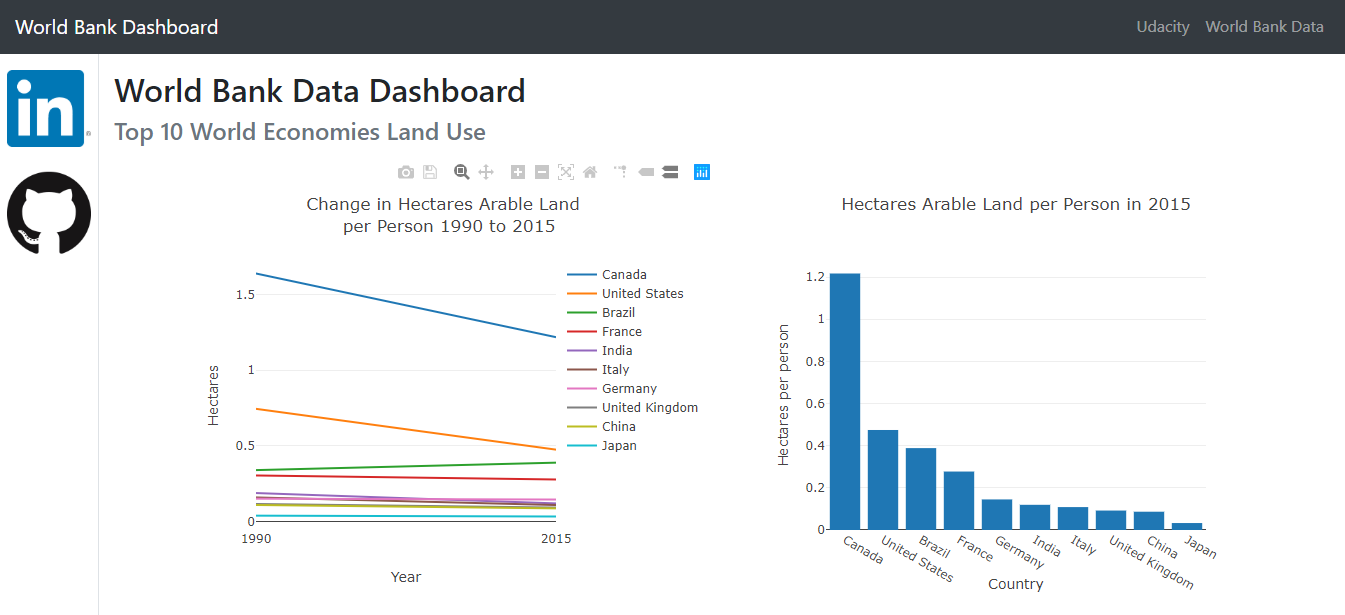 World Bank Dashboard
Udacity World Bank Data
in
World Bank Data Dashboard
Top 10 World Economies Land Use
Change in Hectares Arable Land
per Person 1990 to 2015
1.5
1
0.5
0
Hectares
1990
2015
Year
Canada
United States
Brazil
France
India
Italy
Germany
United Kingdom
China
Japan
Hectares Arable Land per Person in 2015
1.2
1
0.8
0.6
0.4
0.2
0
Hectares per person
Canada
United States
Brazil
France
Germany
India
Italy
United Kingdom
China
Japan
Country